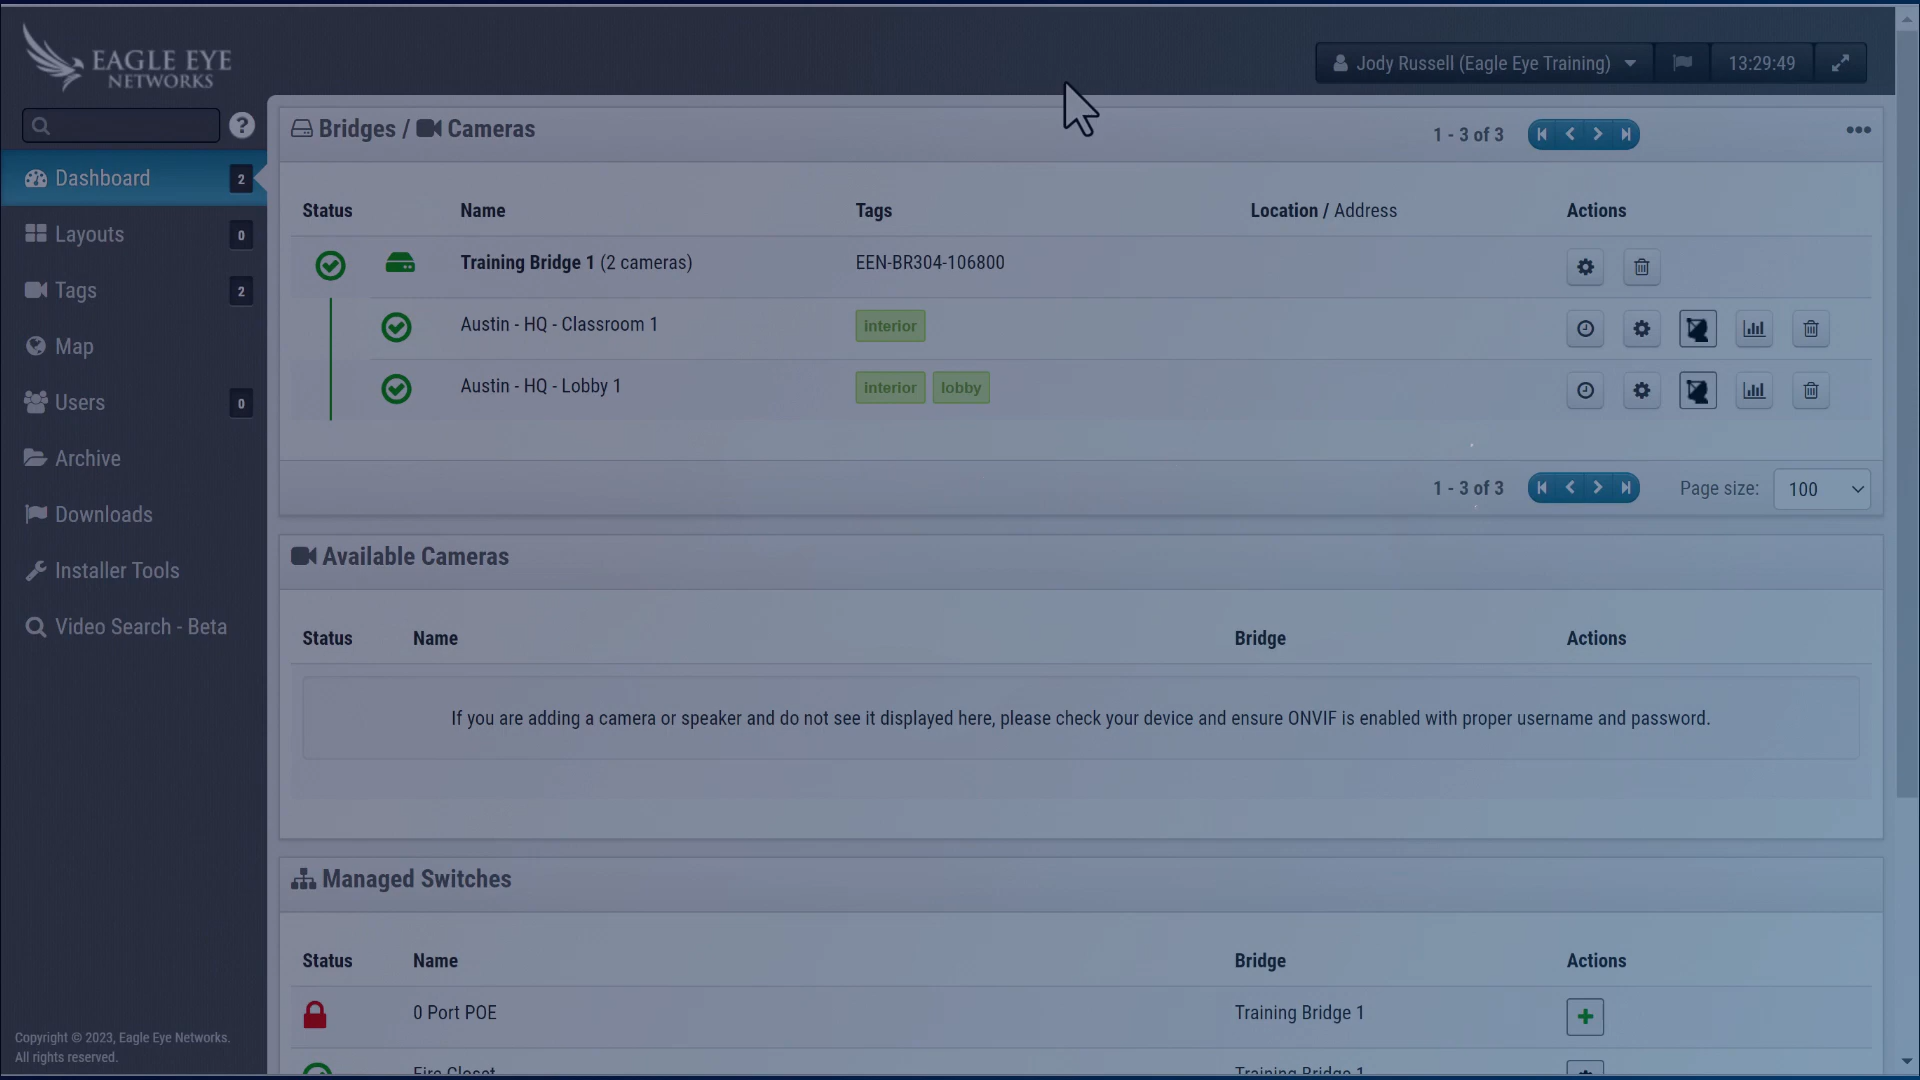 EAGLE EYE
NETWORKS
Jody Russell (Eagle Eye Training)
13:29:49
?
Dashboard 2
Layouts 0
Tags 2
Map
Users 0
Archive
Downloads
Installer Tools
Video Search - Beta
Copyright © 2023, Eagle Eye Networks.
All rights reserved.
Bridges / Cameras
1 - 3 of 3
Status Name Tags Location / Address Actions
Training Bridge 1 (2 cameras) EEN-BR304-106800
Austin - HQ - Classroom 1 interior
Austin - HQ - Lobby 1 interior lobby
1 - 3 of 3 Page size: 100
Available Cameras
Status Name Bridge Actions
If you are adding a camera or speaker and do not see it displayed here, please check your device and ensure ONVIF is enabled with proper username and password.
Managed Switches
Status Name Bridge Actions
0 Port POE Training Bridge 1
Training Bridge 1